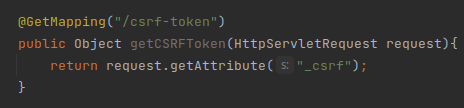 @GetMapping("/csrf-token")
public Object getCSRFToken(HttpServletRequest request){
return request.getAttribute( s: "_csrf");
}